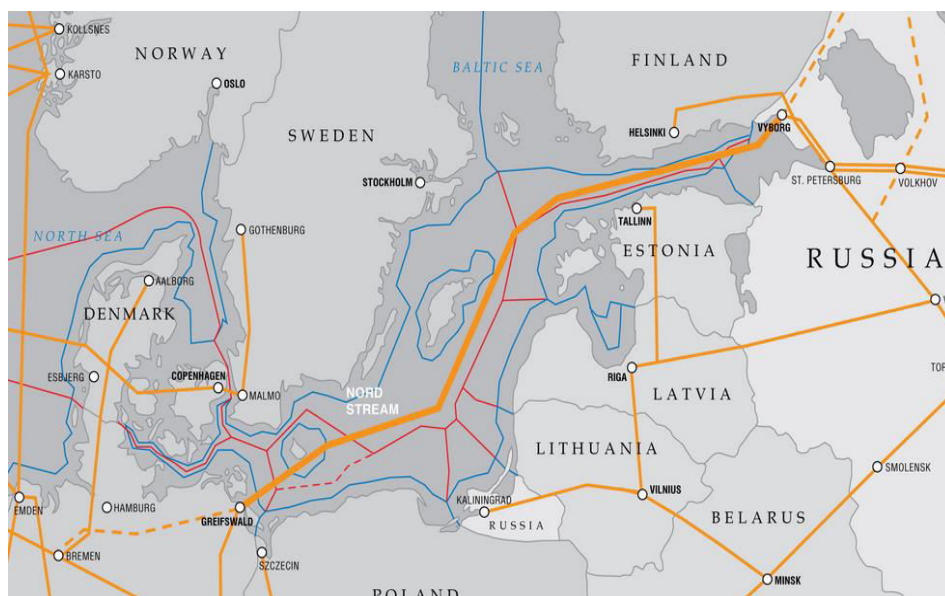 KOLLSNES
NORWAY
BALTIC SEA
FINLAND
KARSTO
OSLO
HELSINKI
VYBORG
SWEDEN
STOCKHOLM
ST. PETERSBURG
VOLKHOV
NORTH SEA
GOTHENBURG
TALLINN
ESTONIA
RUSSIA
AALBORG
DENMARK
ESBJERG
COPENHAGEN
MALMO
NORD
STREAM
RIGA
LATVIA
LITHUANIA
SMOLENSK
EMDEN
HAMBURG
GREIFSWALD
KALININGRAD
RUSSIA
VILNIUS
BELARUS
BREMEN
SZCZECIN
MINSK
POLAND